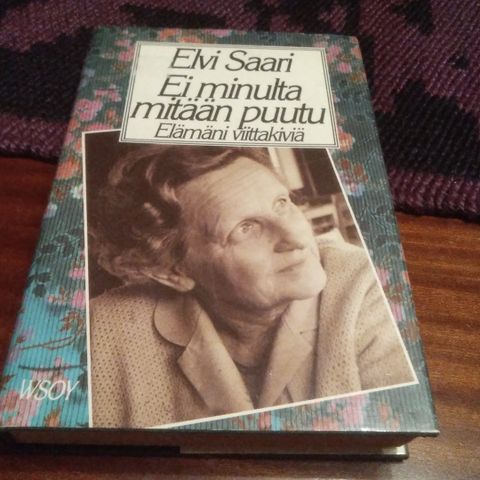 Elvi Saari
Ei minulta
mitään puutu
Elämäni viittakiviä
WSOY